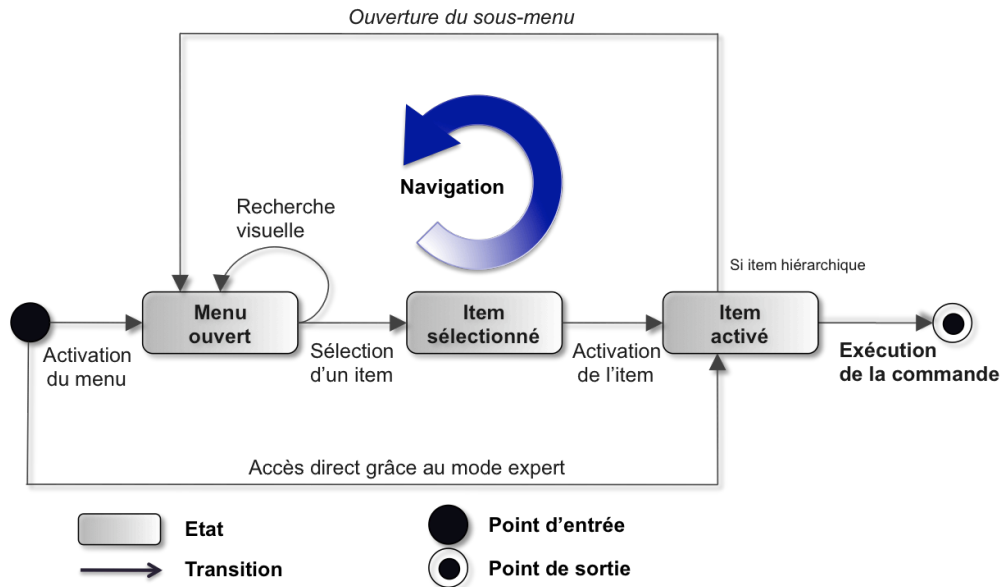 Ouverture du sous-menu
Navigation
Recherche
visuelle
Si item hiérarchique
Menu
ouvert
Item
sélectionné
Item
activé
Activation
du menu
Sélection
d'un item
Activation
de l'item
Exécution
de la commande
Accès direct grâce au mode expert
Etat
Point d'entrée
Transition
Point de sortie